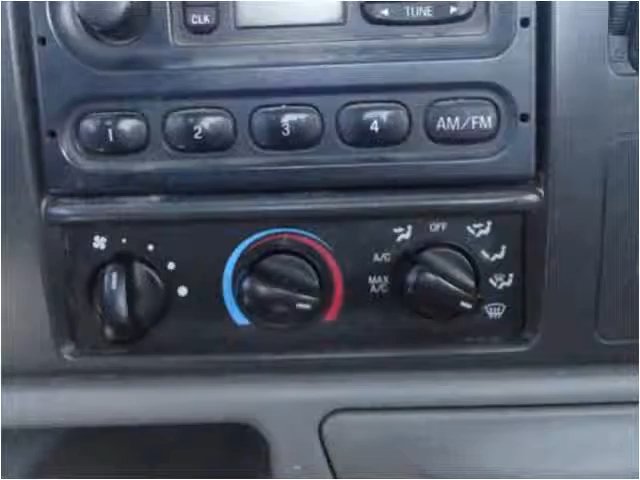 CLK TUNE
1 2 3 4 AM/FM
OFF
A/C
MAX
A/C